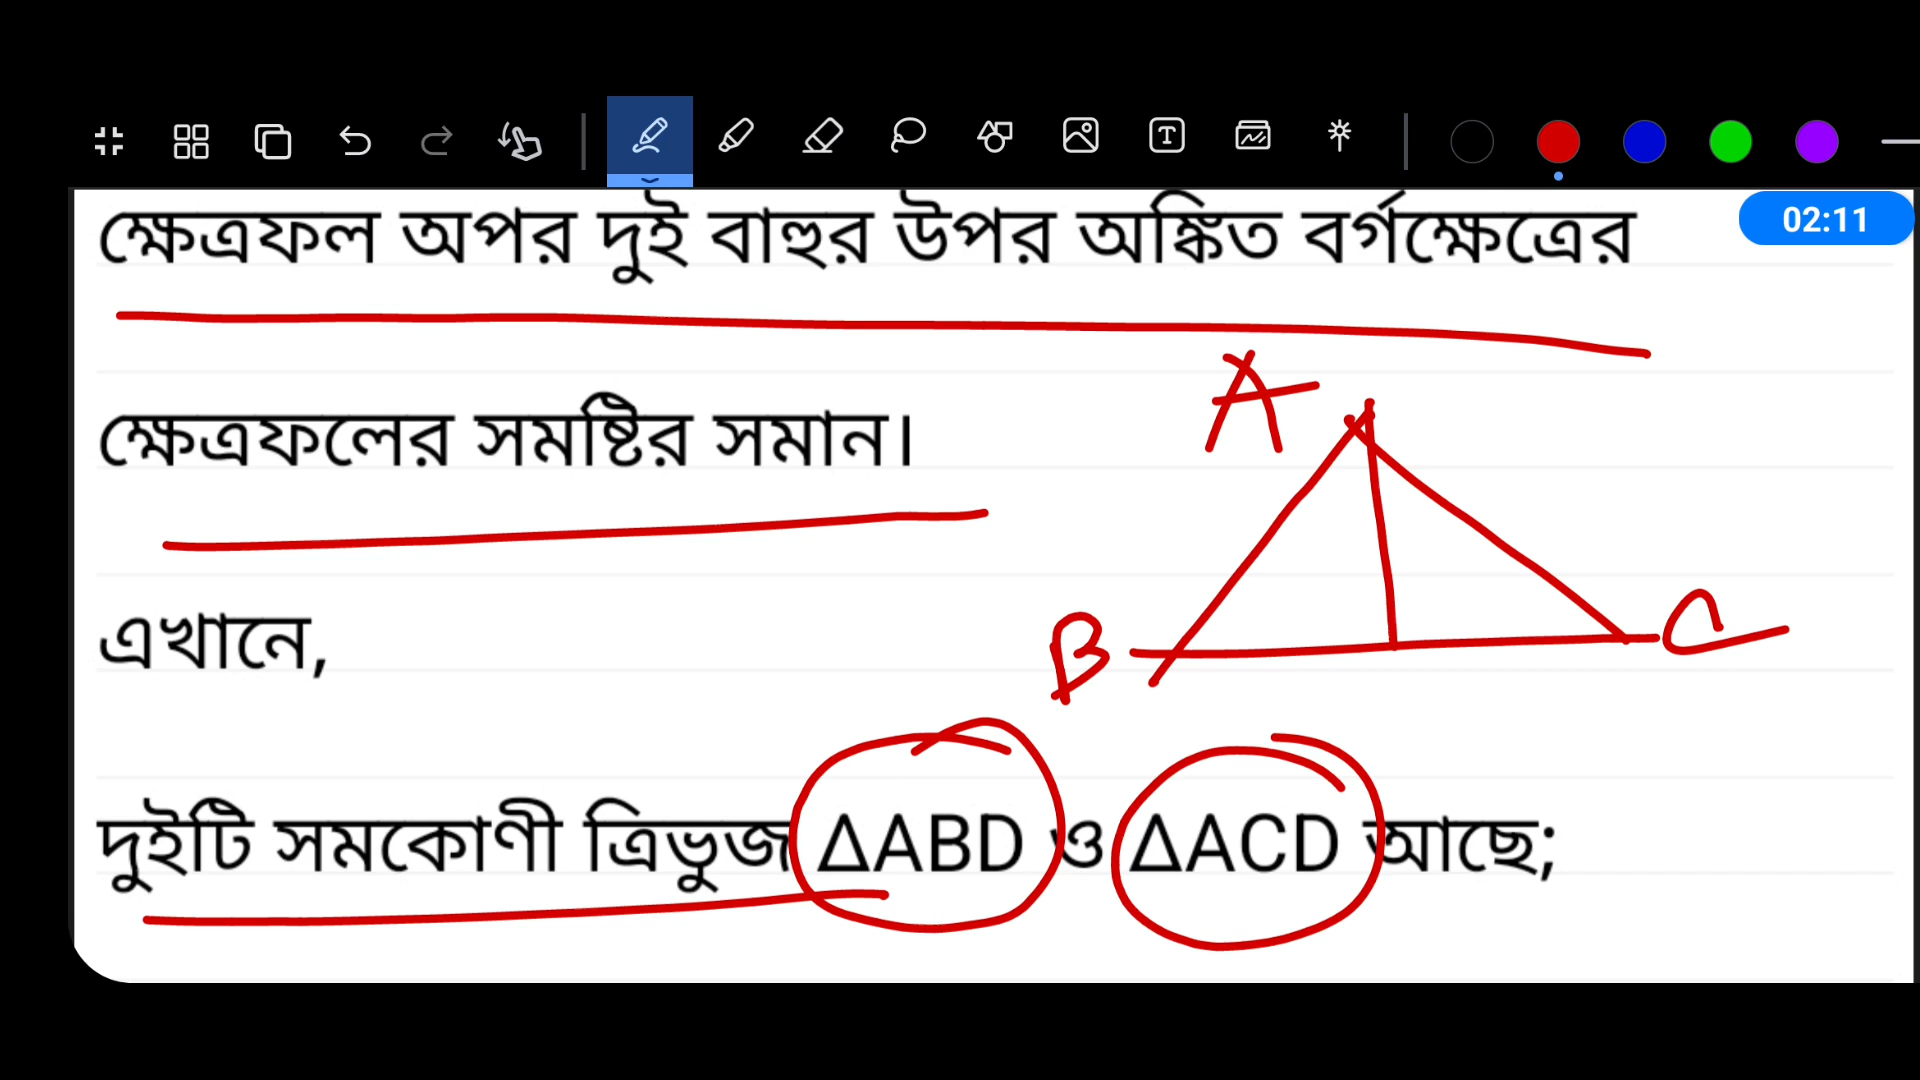 02:11
ক্ষেত্রফল অপর দুই বাহুর উপর অঙ্কিত বর্গক্ষেত্রের
ক্ষেত্রফলের সমষ্টির সমান।
A
এখানে,
B
C
দুইটি সমকোণী ত্রিভুজ ΔABD ও ΔACD আছে;